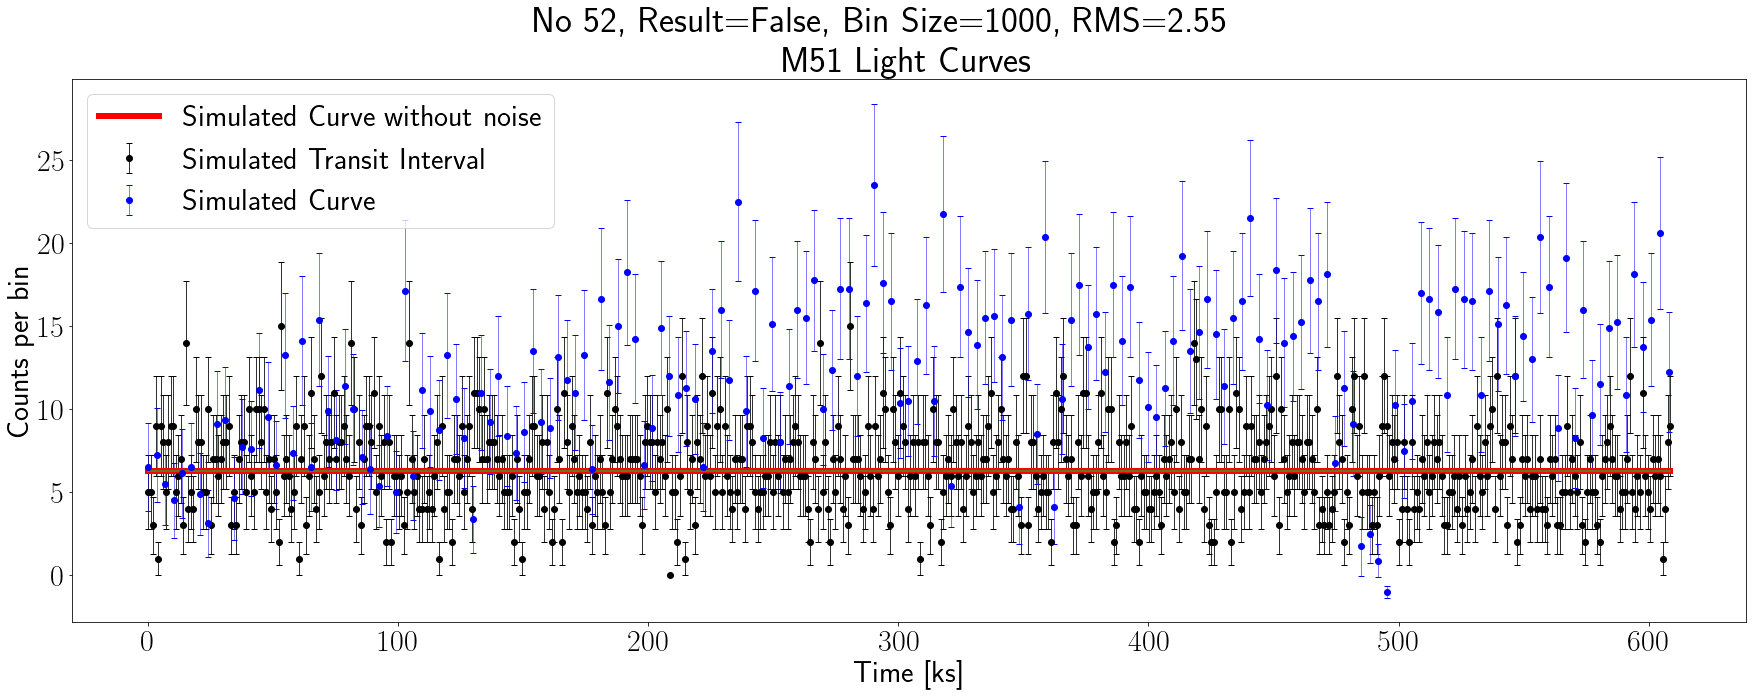 No 52, Result=False, Bin Size=1000, RMS=2.55
M51 Light Curves
Simulated Curve without noise
Simulated Transit Interval
Simulated Curve
Counts per bin
25
20
15
10
5
0
0 100 200 300 400 500 600
Time [ks]